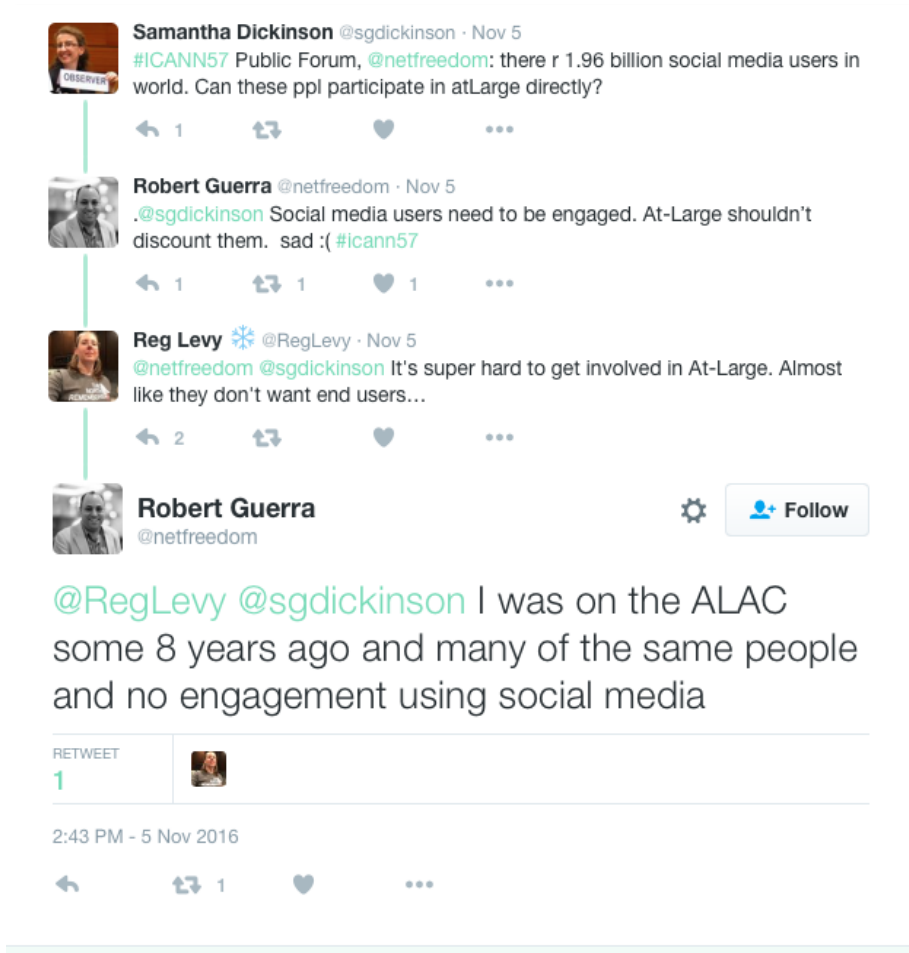 Samantha Dickinson @sgdickinson · Nov 5
#ICANN57 Public Forum, @netfreedom: there r 1.96 billion social media users in
world. Can these ppl participate in atLarge directly?
OBSERVER
1
Robert Guerra @netfreedom · Nov 5
.@sgdickinson Social media users need to be engaged. At-Large shouldn't
discount them.  sad :( #icann57
1 1 1
Reg Levy ❄ @RegLevy · Nov 5
@netfreedom @sgdickinson It's super hard to get involved in At-Large. Almost
like they don't want end users...
2
Robert Guerra
@netfreedom
Follow
@RegLevy @sgdickinson I was on the ALAC
some 8 years ago and many of the same people
and no engagement using social media
RETWEET
1
2:43 PM - 5 Nov 2016
1